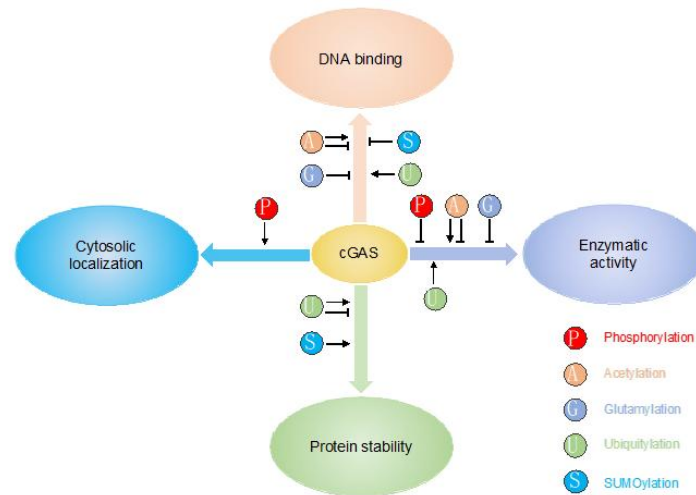 DNA binding
A
S
G
U
P
P
A
G
Cytosolic
localization
cGAS
Enzymatic
activity
U
U
S
P Phosphorylation
A Acetylation
G Glutamylation
U Ubiquitylation
S SUMOylation
Protein stability